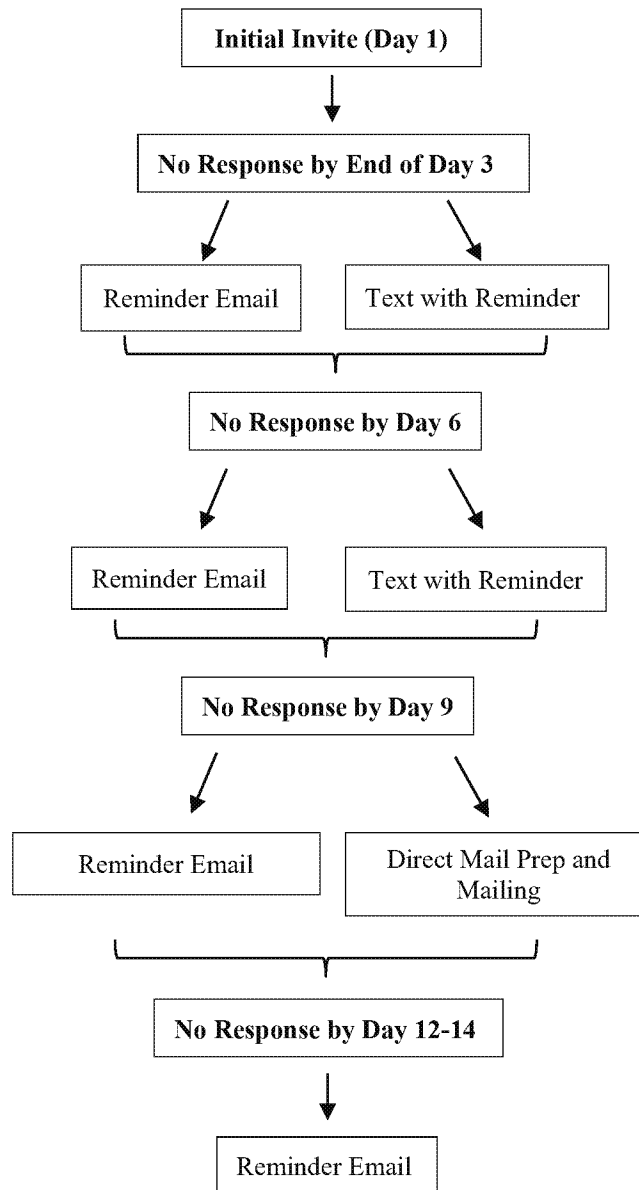 Initial Invite (Day 1)
No Response by End of Day 3
Reminder Email
Text with Reminder
No Response by Day 6
Reminder Email
Text with Reminder
No Response by Day 9
Reminder Email
Direct Mail Prep and
Mailing
No Response by Day 12-14
Reminder Email